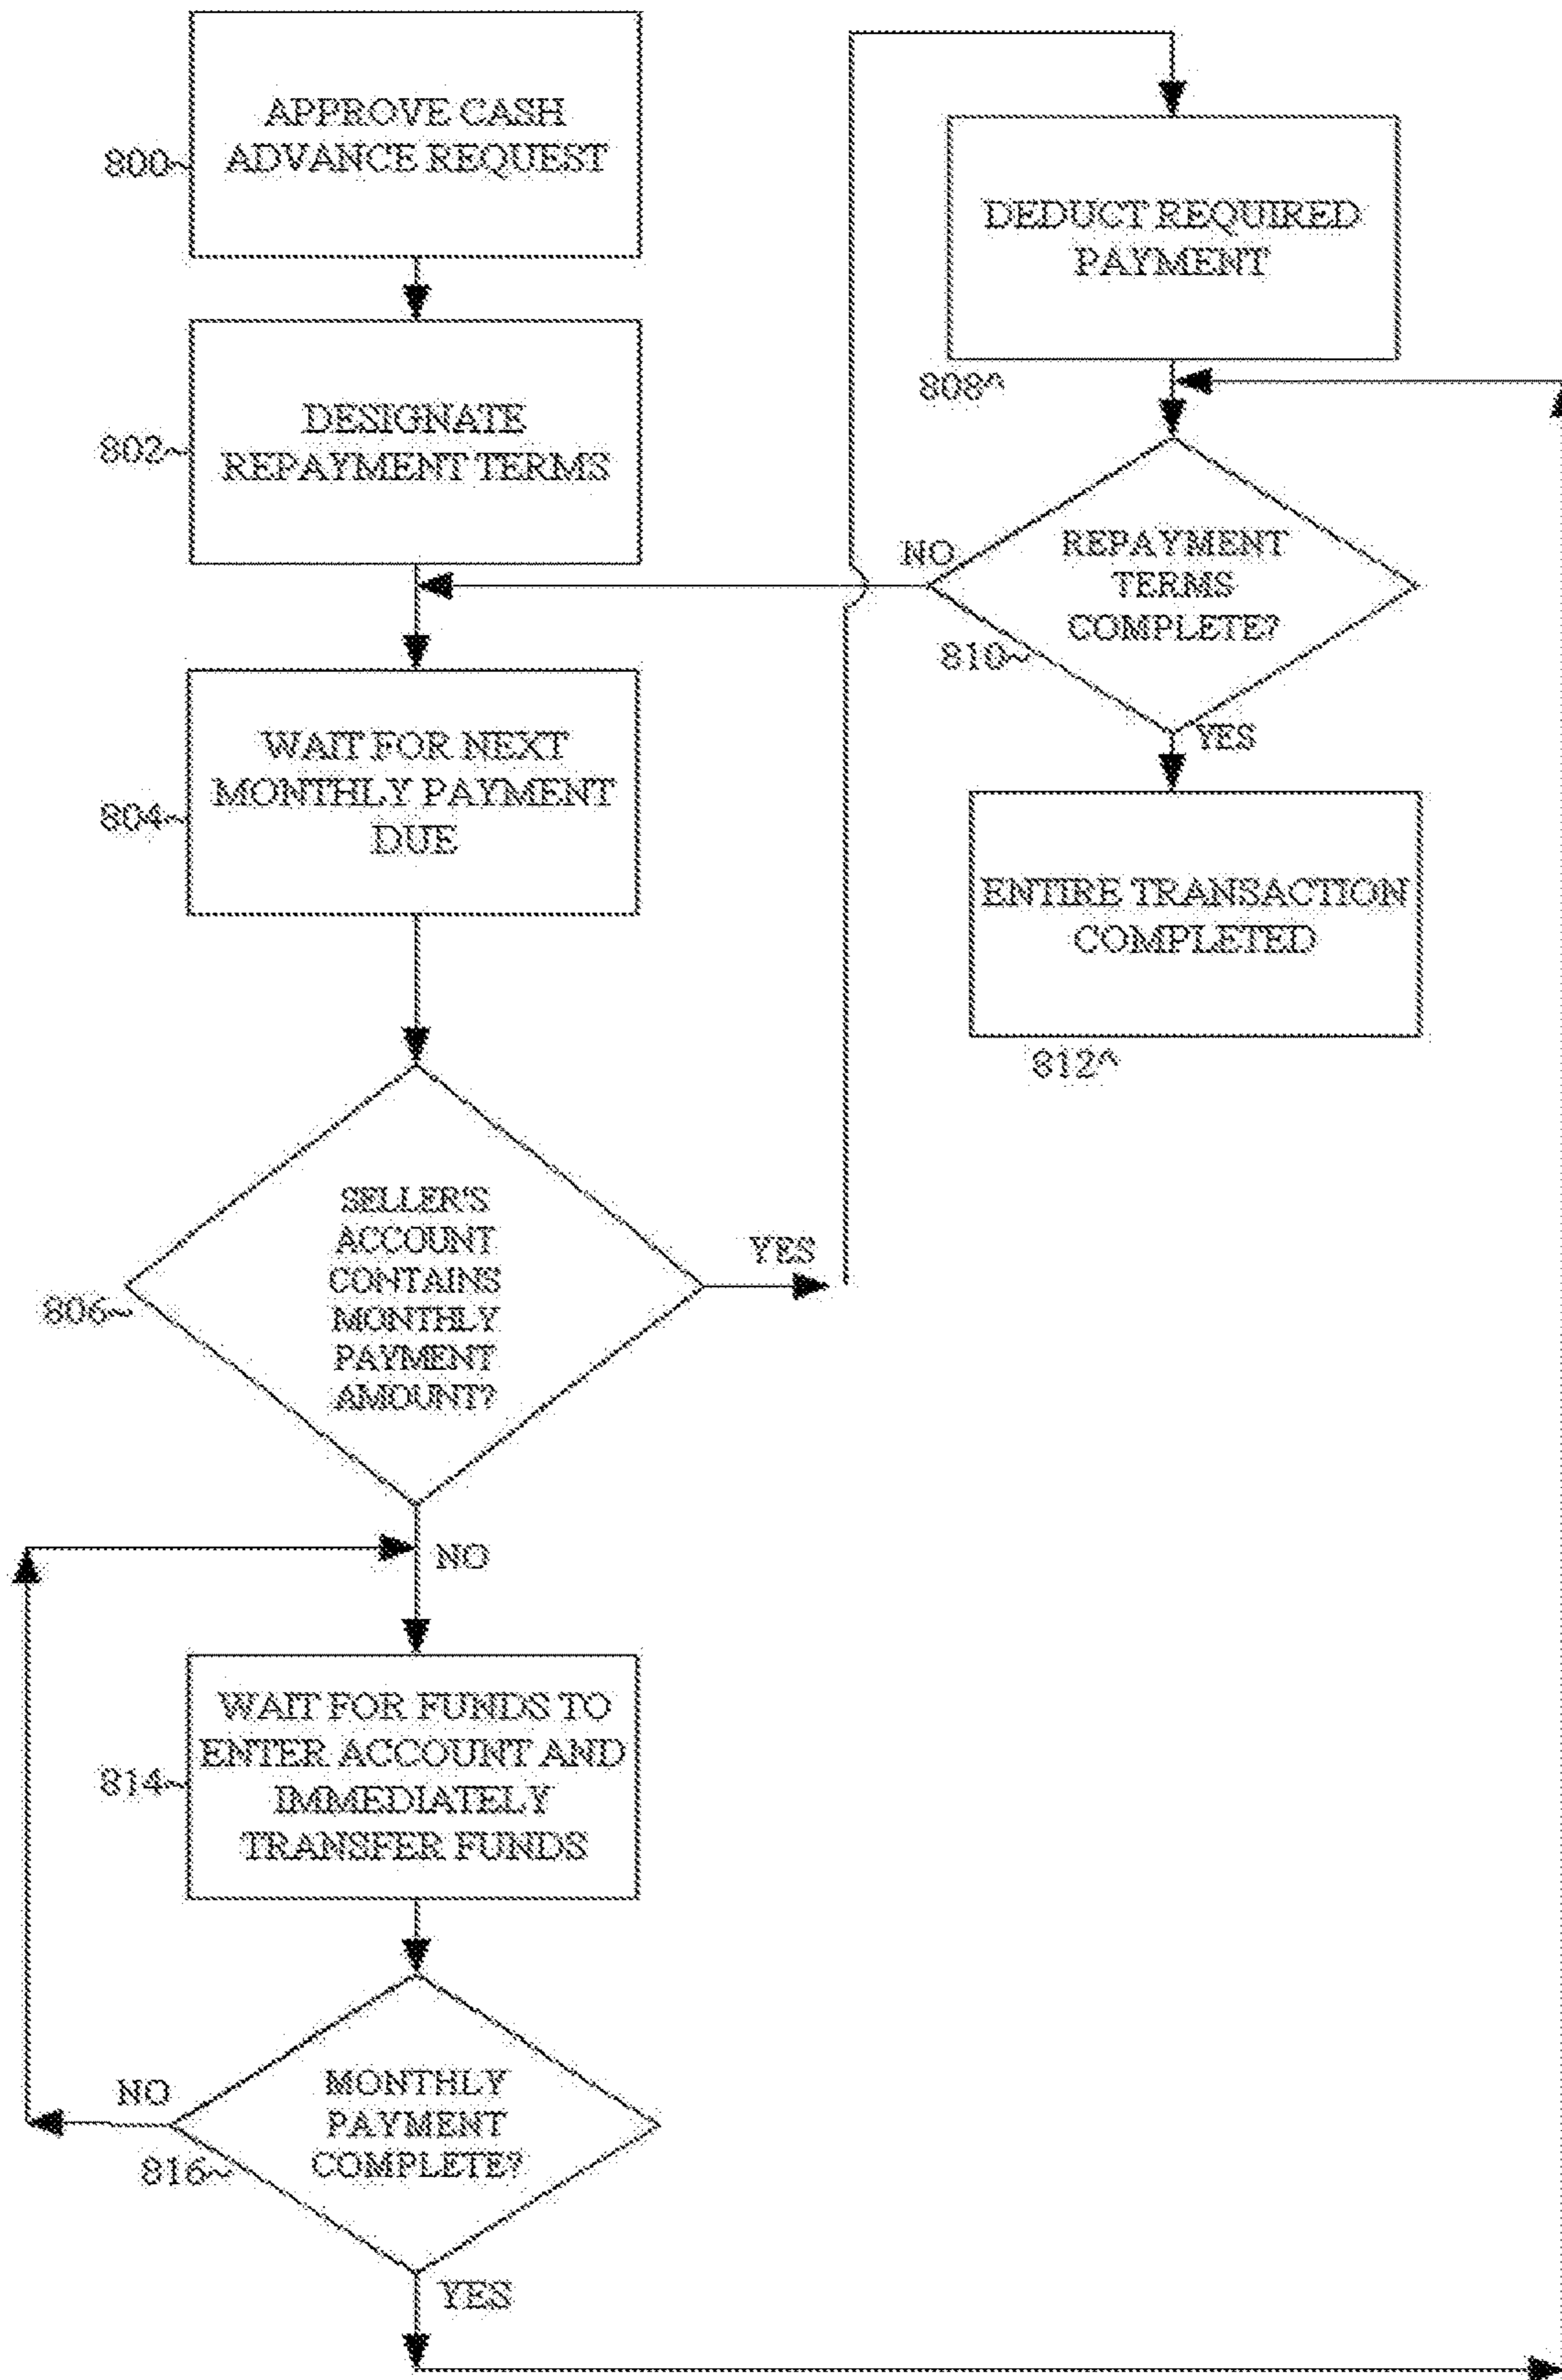 APPROVE CASH
ADVANCE REQUEST
800~
DESIGNATE
REPAYMENT TERMS
802~
WAIT FOR NEXT
MONTHLY PAYMENT
DUE
804~
SELLER'S
ACCOUNT
CONTAINS
MONTHLY
PAYMENT
AMOUNT?
806~
YES
NO
WAIT FOR FUNDS TO
ENTER ACCOUNT AND
IMMEDIATELY
TRANSFER FUNDS
814~
MONTHLY
PAYMENT
COMPLETE?
816~
NO
YES
DEDUCT REQUIRED
PAYMENT
808^
REPAYMENT
TERMS
COMPLETE?
810~
NO
YES
ENTIRE TRANSACTION
COMPLETED
812^